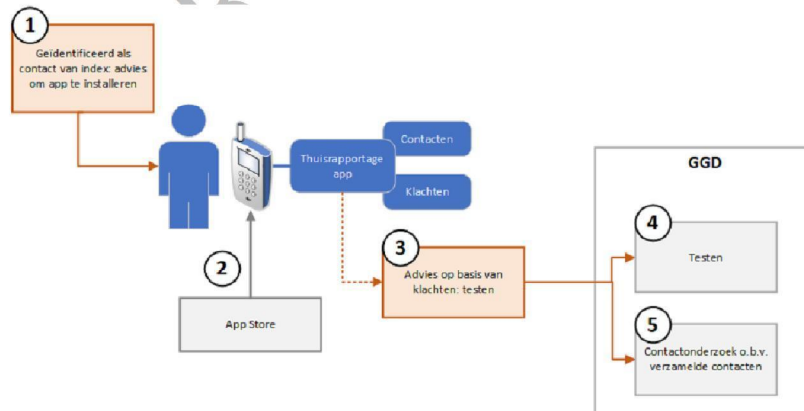 1
Geïdentificeerd als
contact van index: advies
om app te installeren
Thuisrapportage
app
Contacten
Klachten
2
App Store
3
Advies op basis van
klachten: testen
GGD
4
Testen
5
Contactonderzoek o.b.v.
verzamelde contacten